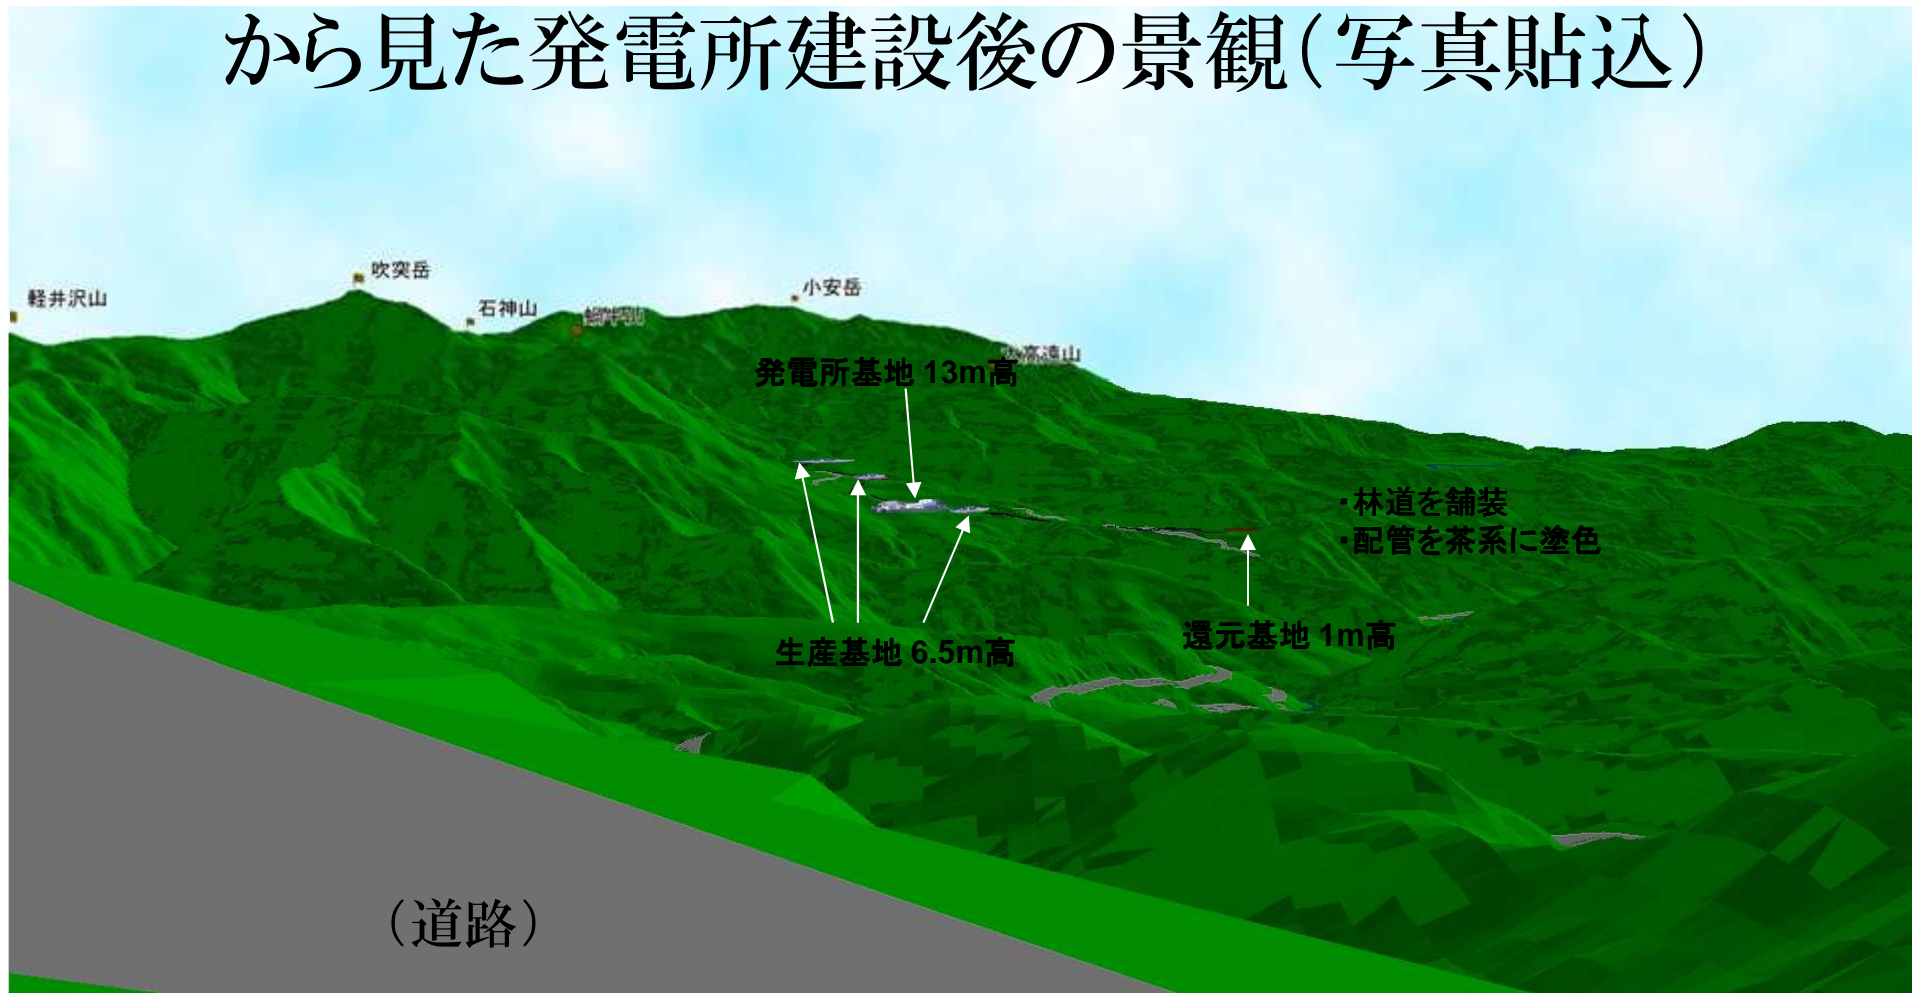 から見た発電所建設後の景観（写真貼込）
吹突岳
小安岳
軽井沢山
石神山
高遠山
発電所基地 13m高
・林道を舗装
・配管を茶系に塗色
還元基地 1m高
生産基地 6.5m高
（道路）